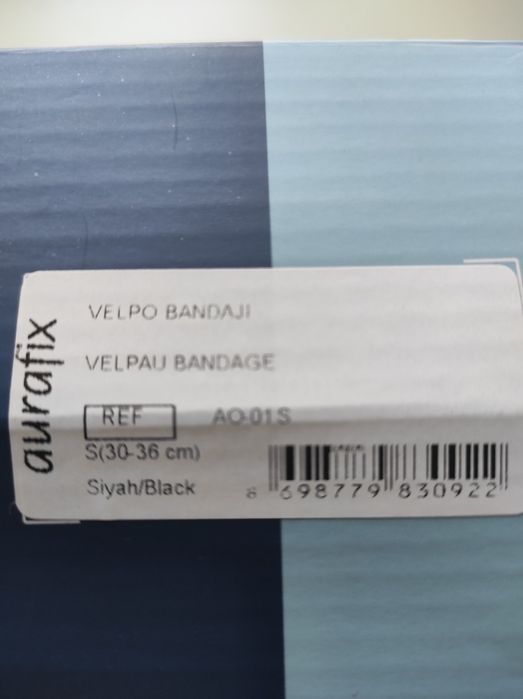 aurafix
VELPO BANDAJI
VELPAU BANDAGE
REF AO-01 S
S(30-36 cm)
Siyah/Black
8 698779 830922